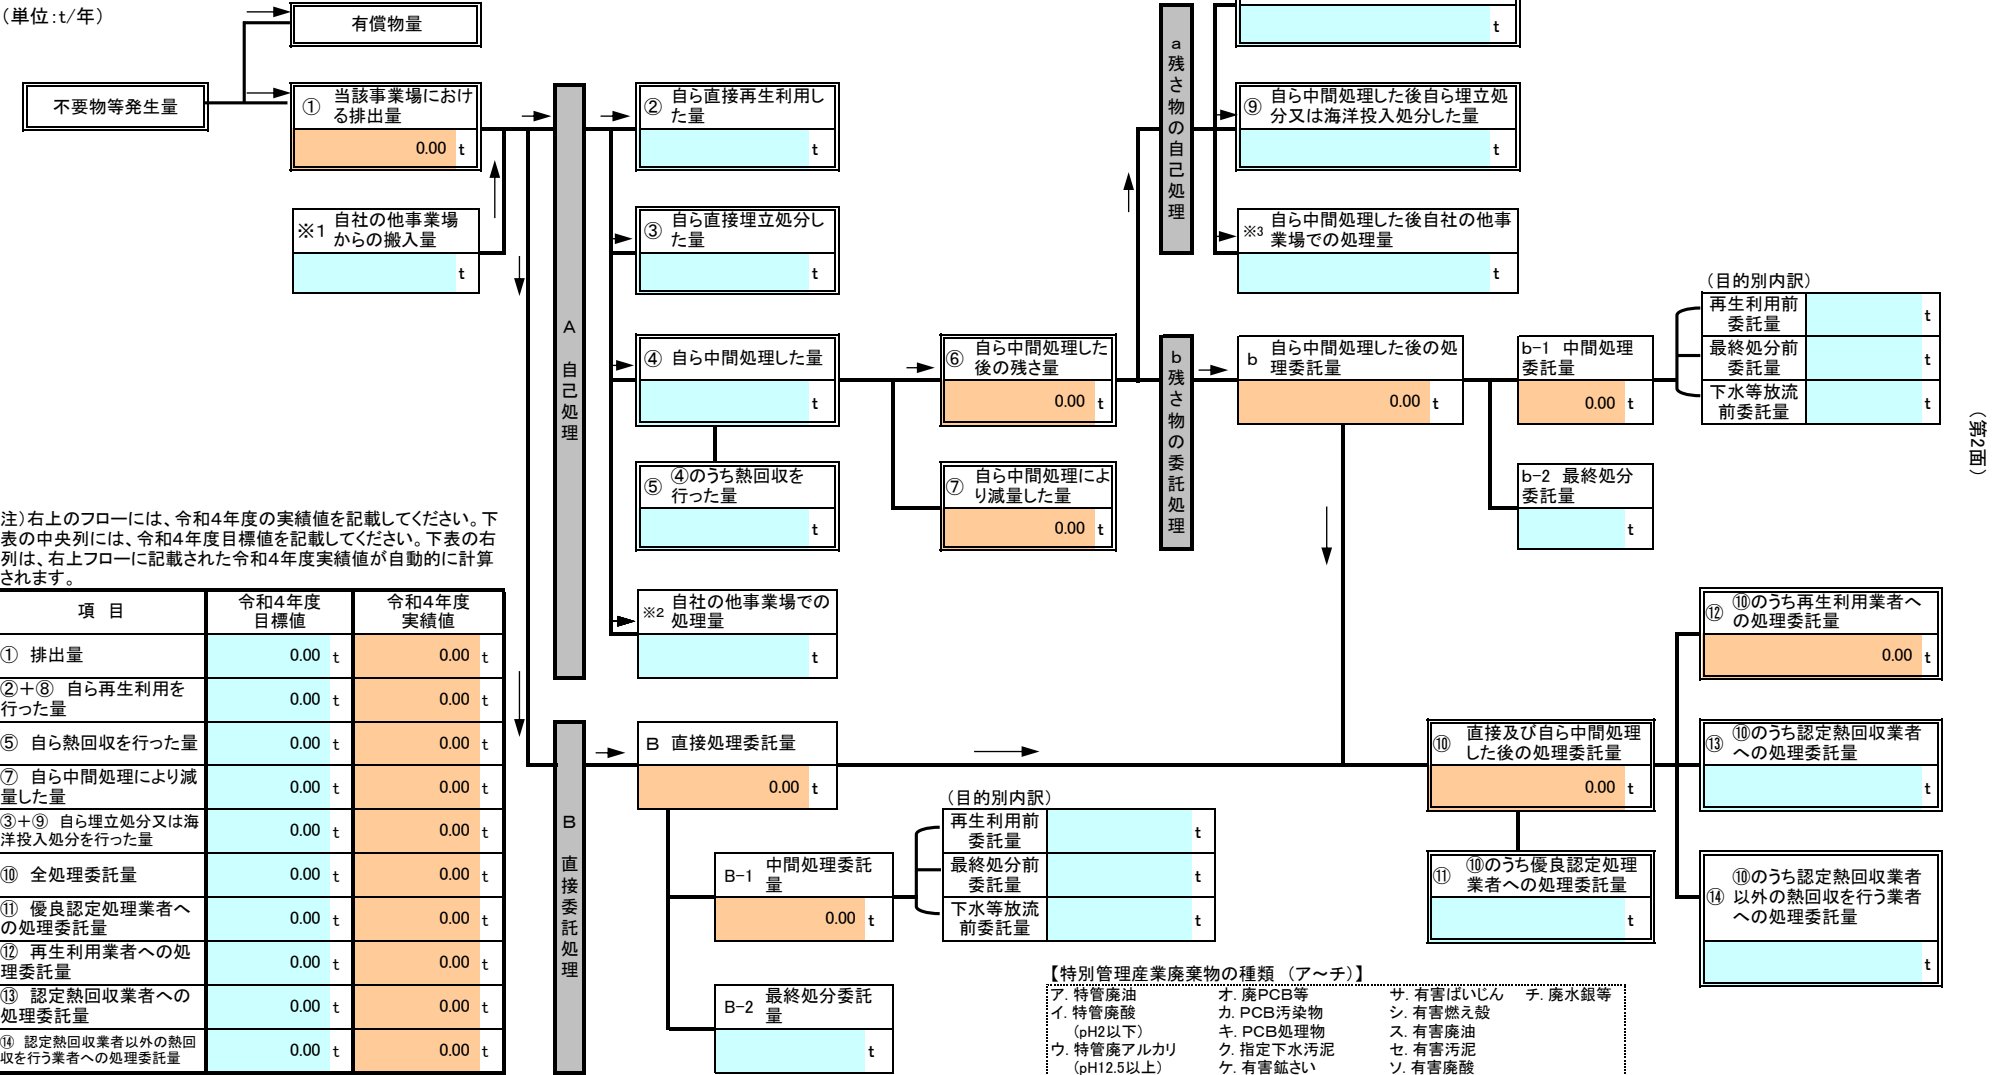 （単位：t/年）
有償物量
不要物等発生量
① 当該事業場におけ
る排出量
0.00 t
※1 自社の他事業場
からの搬入量
t
A 自己処理
② 自ら直接再生利用し
た量
t
③ 自ら直接埋立処分し
た量
t
④ 自ら中間処理した量
t
⑤ ④のうち熱回収を
行った量
t
※2 自社の他事業場での
処理量
t
⑥ 自ら中間処理した
後の残さ量
0.00 t
⑦ 自ら中間処理によ
り減量した量
0.00 t
a 残さ物の自己処理
t
⑨ 自ら中間処理した後自ら埋立処
分又は海洋投入処分した量
t
※3 自ら中間処理した後自社の他事
業場での処理量
t
b 残さ物の委託処理
b 自ら中間処理した後の処
理委託量
0.00 t
b-1 中間処理
委託量
0.00 t
b-2 最終処分
委託量
t
（目的別内訳）
再生利用前
委託量
t
最終処分前
委託量
t
下水等放流
前委託量
t
（第2面）
注）右上のフローには、令和４年度の実績値を記載してください。下
表の中央列には、令和４年度目標値を記載してください。下表の右
列は、右上フローに記載された令和４年度実績値が自動的に計算
されます。
項 目 令和４年度
目標値 令和４年度
実績値
① 排出量 0.00 t 0.00 t
②＋⑧ 自ら再生利用を
行った量 0.00 t 0.00 t
⑤ 自ら熱回収を行った量 0.00 t 0.00 t
⑦ 自ら中間処理により減
量した量 0.00 t 0.00 t
③＋⑨ 自ら埋立処分又は海
洋投入処分を行った量 0.00 t 0.00 t
⑩ 全処理委託量 0.00 t 0.00 t
⑪ 優良認定処理業者へ
の処理委託量 0.00 t 0.00 t
⑫ 再生利用業者への処
理委託量 0.00 t 0.00 t
⑬ 認定熱回収業者への
処理委託量 0.00 t 0.00 t
⑭ 認定熱回収業者以外の熱回
収を行う業者への処理委託量 0.00 t 0.00 t
B 直接委託処理
B 直接処理委託量
0.00 t
B-1 中間処理委託
量
0.00 t
B-2 最終処分委託
量
t
（目的別内訳）
再生利用前
委託量
t
最終処分前
委託量
t
下水等放流
前委託量
t
⑩ 直接及び自ら中間処理
した後の処理委託量
0.00 t
⑪ ⑩のうち優良認定処理
業者への処理委託量
t
⑫ ⑩のうち再生利用業者へ
の処理委託量
0.00 t
⑬ ⑩のうち認定熱回収業者
への処理委託量
t
⑭ ⑩のうち認定熱回収業者
以外の熱回収を行う業者
への処理委託量
t
【特別管理産業廃棄物の種類 （ア～チ）】
ア. 特管廃油 オ. 廃PCB等 サ. 有害ばいじん チ. 廃水銀等
イ. 特管廃酸 カ. PCB汚染物 シ. 有害燃え殻
（pH2以下） キ. PCB処理物 ス. 有害廃油
ウ. 特管廃アルカリ ク. 指定下水汚泥 セ. 有害汚泥
（pH12.5以上） ケ. 有害鉱さい ソ. 有害廃酸